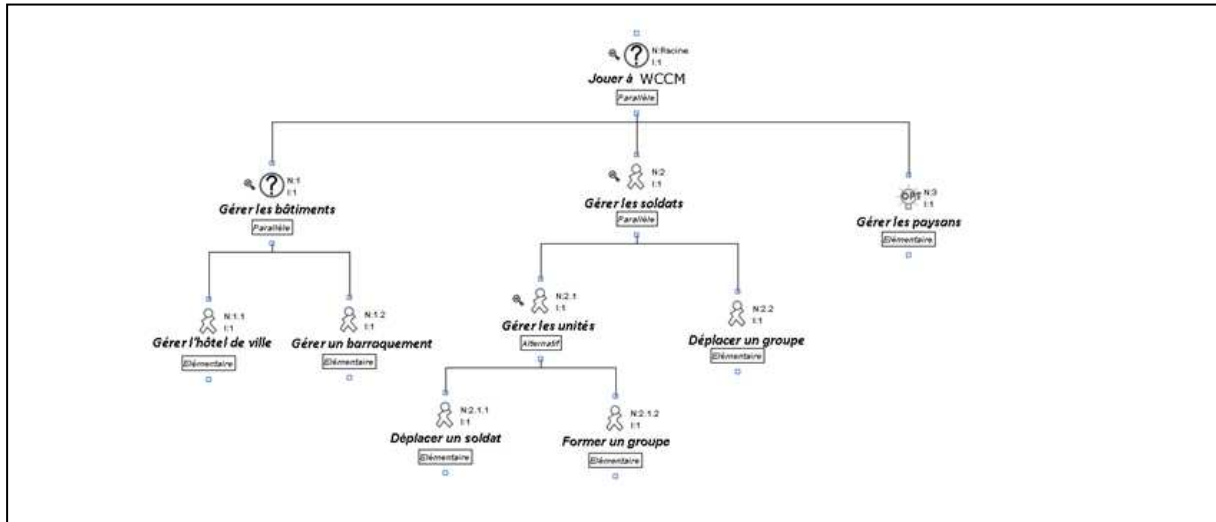 ? N:Racine
I:1
Jouer à WCCM
Parallèle
? N:1
I:1
Gérer les bâtiments
Parallèle
N:2
I:1
Gérer les soldats
Parallèle
OPT N:3
I:1
Gérer les paysans
Elémentaire
N:1.1
I:1
Gérer l'hôtel de ville
Elémentaire
N:1.2
I:1
Gérer un barraquement
Elémentaire
N:2.1
I:1
Gérer les unités
Alternatif
N:2.2
I:1
Déplacer un groupe
Elémentaire
N:2.1.1
I:1
Déplacer un soldat
Elémentaire
N:2.1.2
I:1
Former un groupe
Elémentaire